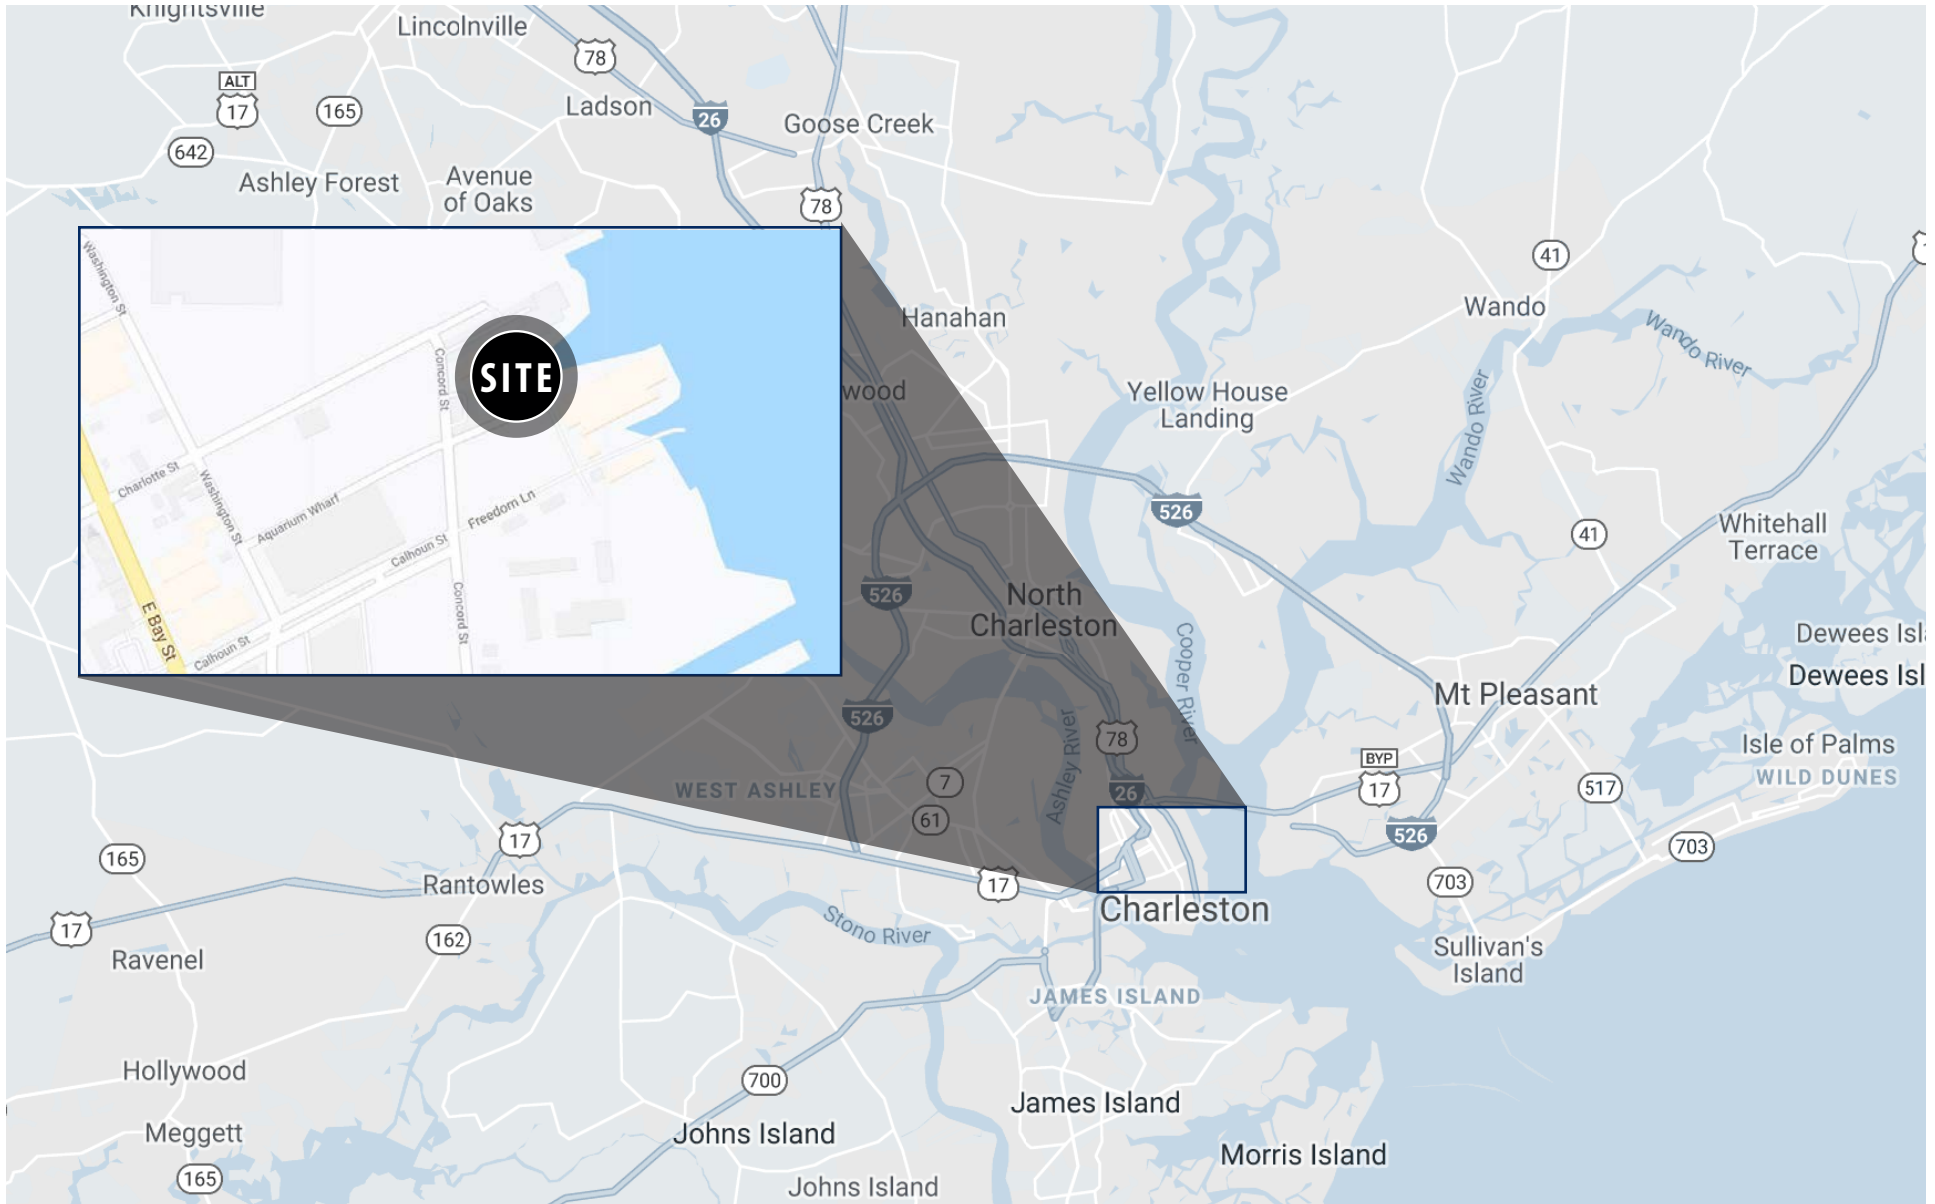 Knightsville
Lincolnville
78
ALT
17
165
Ladson
26
Goose Creek
642
Ashley Forest
Avenue
of Oaks
78
41
Wando
Wando River
Hanahan
wood
Yellow House
Landing
Wando River
526
41
Whitehall
Terrace
Washington St
Concord St
SITE
Charlotte St
Washington St
Aquarium Wharf
Freedom Ln
Calhoun St
Concord St
E Bay St
Calhoun St
526
North
Charleston
Cooper River
Dewees Isl
Dewees Isl
Mt Pleasant
526
Ashley River
78
BYP
17
Isle of Palms
WILD DUNES
WEST ASHLEY
7
26
517
61
17
526
703
165
Rantowles
17
703
Charleston
17
162
Stono River
Ravenel
Sullivan's
Island
JAMES ISLAND
Hollywood
700
James Island
Meggett
Johns Island
Morris Island
165
Johns Island